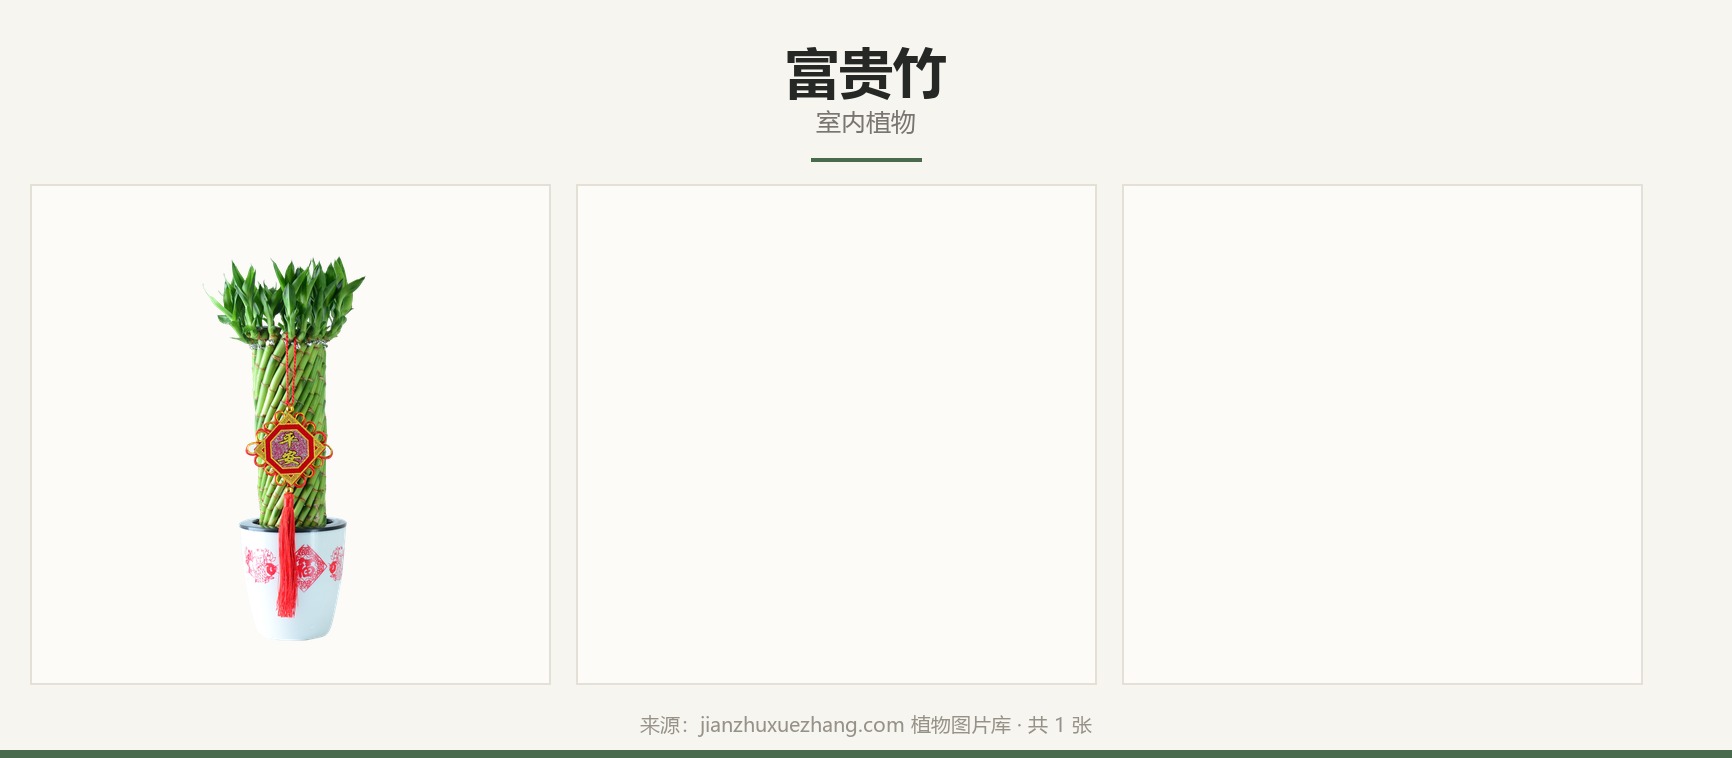 富贵竹
室内植物
平
安
福
来源：jianzhuxuezhang.com 植物图片库 · 共 1 张